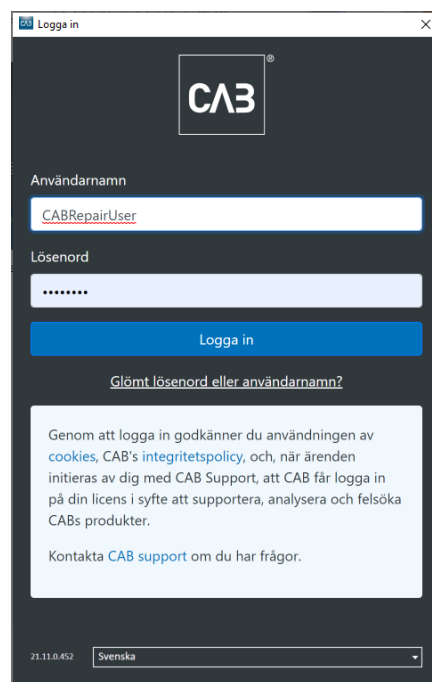 Logga in
CAB®
Användarnamn
CABRepairUser
Lösenord
••••••••
Logga in
Glömt lösenord eller användarnamn?
Genom att logga in godkänner du användningen av
cookies, CAB's integritetspolicy, och, när ärenden
initieras av dig med CAB Support, att CAB får logga in
på din licens i syfte att supportera, analysera och felsöka
CABs produkter.
Kontakta CAB support om du har frågor.
21.11.0.452 Svenska